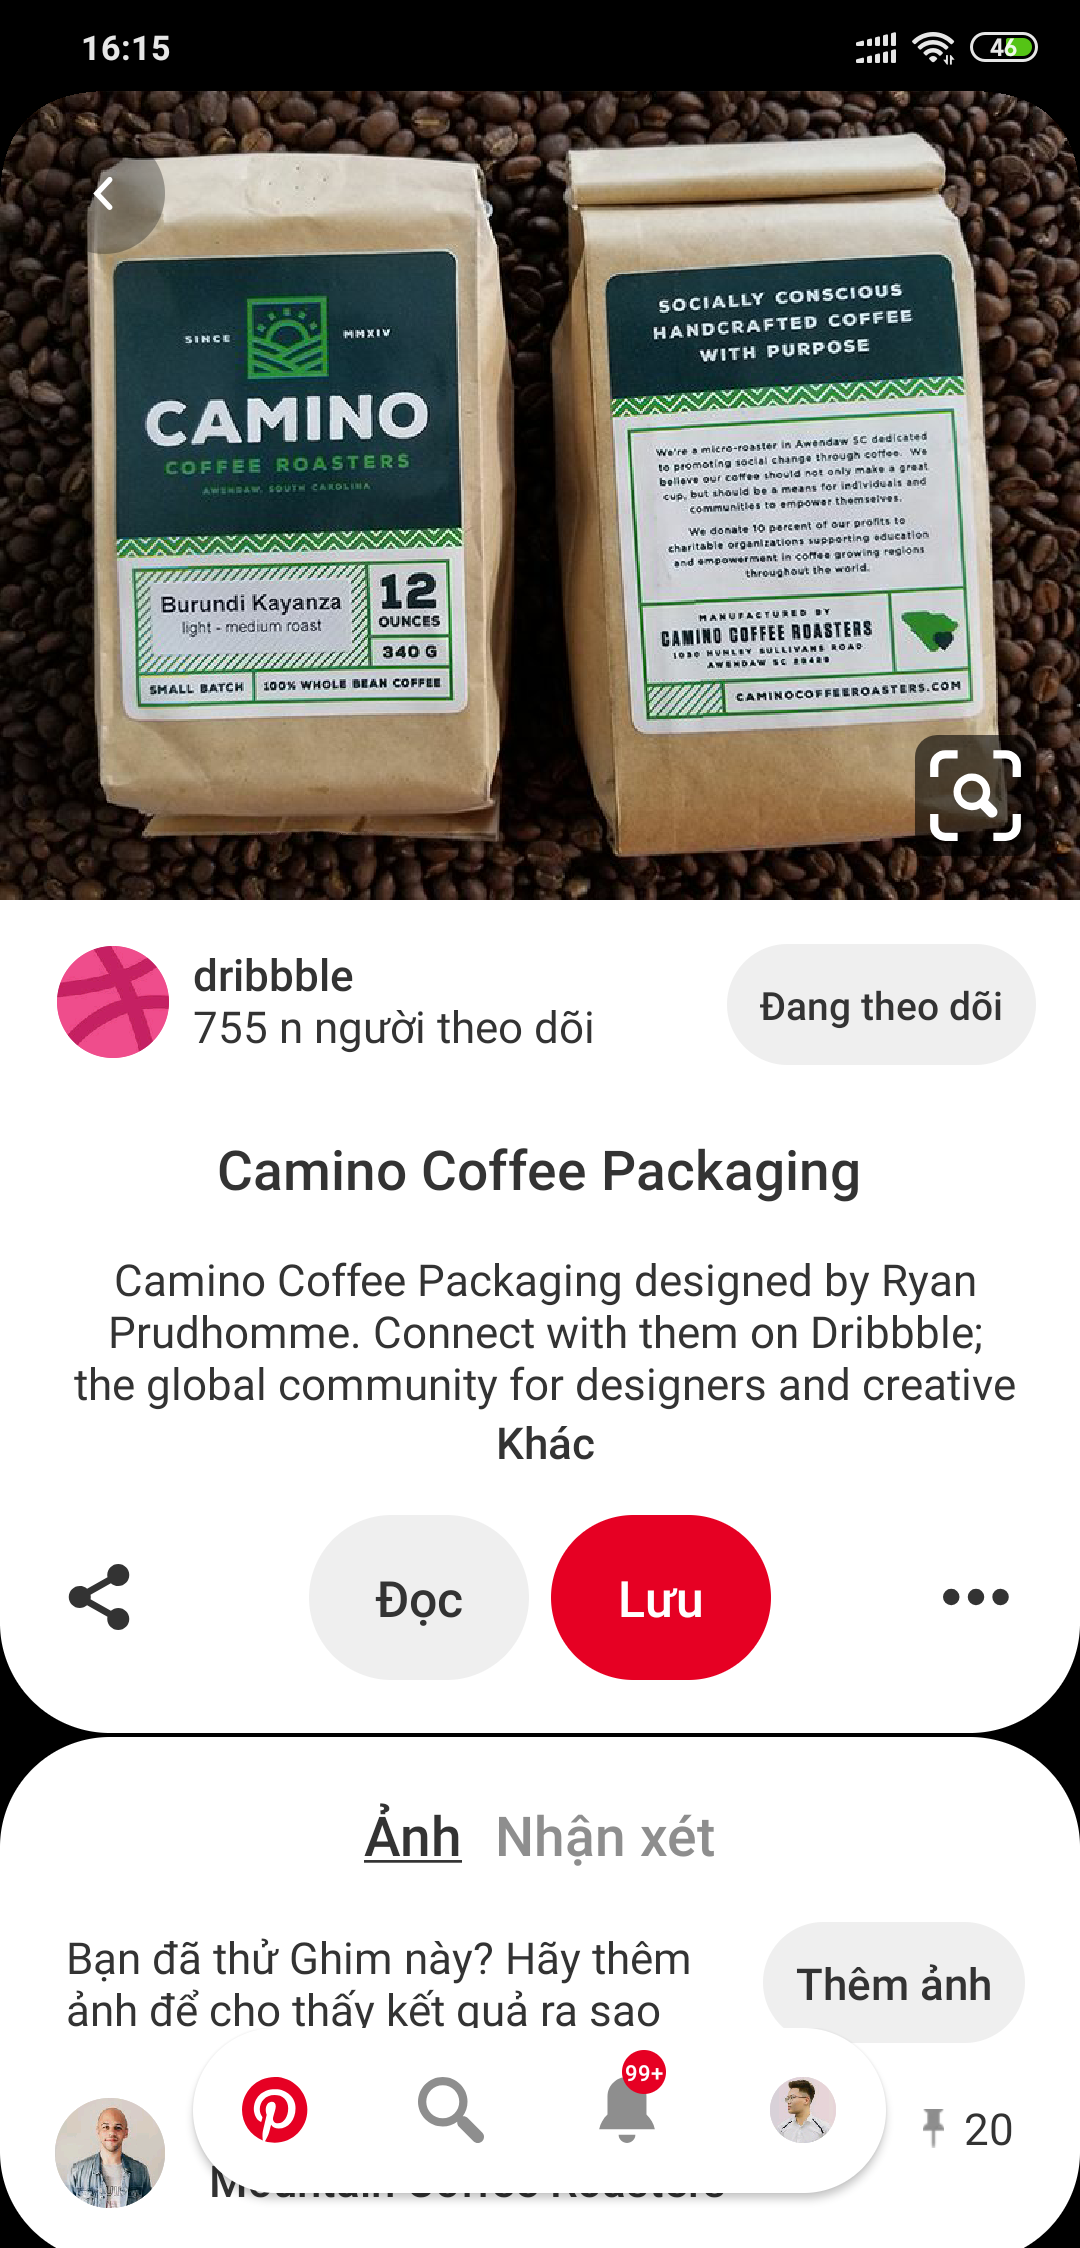 16:15
46
SINCE
MMXIV
CAMINO
COFFEE ROASTERS
AWENDAW, SOUTH CAROLINA
Burundi Kayanza
light - medium roast
12
OUNCES
340 G
SMALL BATCH
100% WHOLE BEAN COFFEE
SOCIALLY CONSCIOUS
HANDCRAFTED COFFEE
WITH PURPOSE
We're a micro-roaster in Awendaw SC dedicated
to promoting social change through coffee. We
believe our coffee should not only make a great
cup, but should be a means for individuals and
communities to empower themselves.
We donate 10 percent of our profits to
charitable organizations supporting education
and empowerment in coffee growing regions
throughout the world.
MANUFACTURED BY
CAMINO COFFEE ROASTERS
1030 HUNLEY SULLIVANS ROAD
AWENDAW SC 29429
CAMINOCOFFEEROASTERS.COM
dribbble
755 n người theo dõi
Đang theo dõi
Camino Coffee Packaging
Camino Coffee Packaging designed by Ryan
Prudhomme. Connect with them on Dribbble;
the global community for designers and creative
Khác
Đọc
Lưu
Ảnh
Nhận xét
Bạn đã thử Ghim này? Hãy thêm
ảnh để cho thấy kết quả ra sao
Thêm ảnh
99+
20
Mountain Coffee Roasters